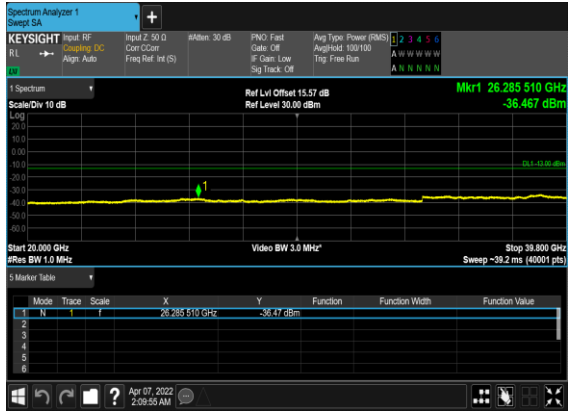 Spectrum Analyzer 1
Swept SA
+
KEYSIGHT Input: RF Input Z: 50 Ω #Atten: 30 dB PNO: Fast Avg Type: Power (RMS) 1 2 3 4 5 6
RL Coupling: DC Corr CCorr Gate: Off Avg|Hold: 100/100 A W W W W W
Align: Auto Freq Ref: Int (S) IF Gain: Low Trig: Free Run
LU Sig Track: Off A N N N N N
1 Spectrum Ref Lvl Offset 15.57 dB Mkr1 26.285 510 GHz
Scale/Div 10 dB Ref Level 30.00 dBm -36.467 dBm
Log
20.0
10.0
0.00
-10.0 DL1 -13.00 dBm
-20.0
-30.0 1
-40.0
-50.0
-60.0
Start 20.000 GHz Video BW 3.0 MHz* Stop 39.800 GHz
#Res BW 1.0 MHz Sweep ~39.2 ms (40001 pts)
5 Marker Table
Mode Trace Scale X Y Function Function Width Function Value
1 N 1 f 26.285 510 GHz -36.47 dBm
2
3
4
5
6
? Apr 07, 2022
2:09:55 AM